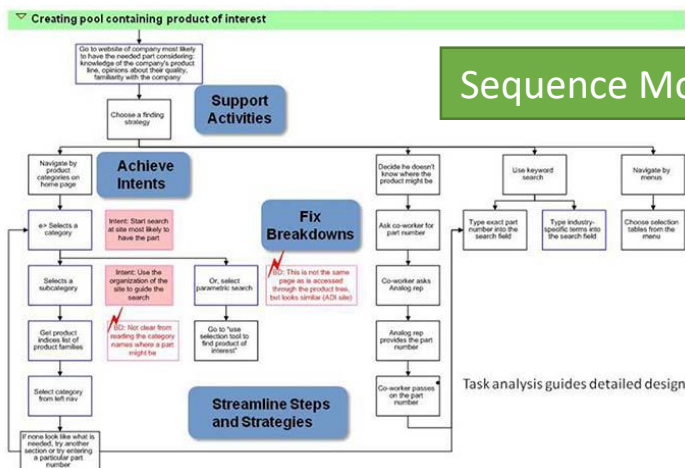 Creating pool containing product of interest
Go to website of company most likely
to have the needed part considering:
knowledge of the company's product
line, opinions about their quality,
familiarity with the company
Sequence Mo
Support
Activities
Choose a finding
strategy
Navigate by
product
categories on
home page
Achieve
Intents
Decide he doesn't
know where the
product might be
Use keyword
search
Navigate by
menus
e> Selects a
category
Intent: Start search
at site most likely to
have the part
Fix
Breakdowns
Ask co-worker for
part number
Type exact part
number into the
search field
Type industry-
specific terms into
the search field
Choose selection
tables from the
menu
Selects a
subcategory
Intent: Use the
organization of the
site to guide the
search
Or, select
parametric search
BD: This is not the same
page as is accessed
through the product tree,
but looks similar (ADI site)
Co-worker asks
Analog rep
Get product
indices list of
product families
BD: Not clear from
reading the category
names where a part
might be
Go to "use
selection tool to
find product of
interest"
Analog rep
provides the part
number
Select category
from left nav
Streamline Steps
and Strategies
Co-worker passes
on the part
number
Task analysis guides detailed design
If none look like what is
needed, try another
section or try entering
a particular part
number